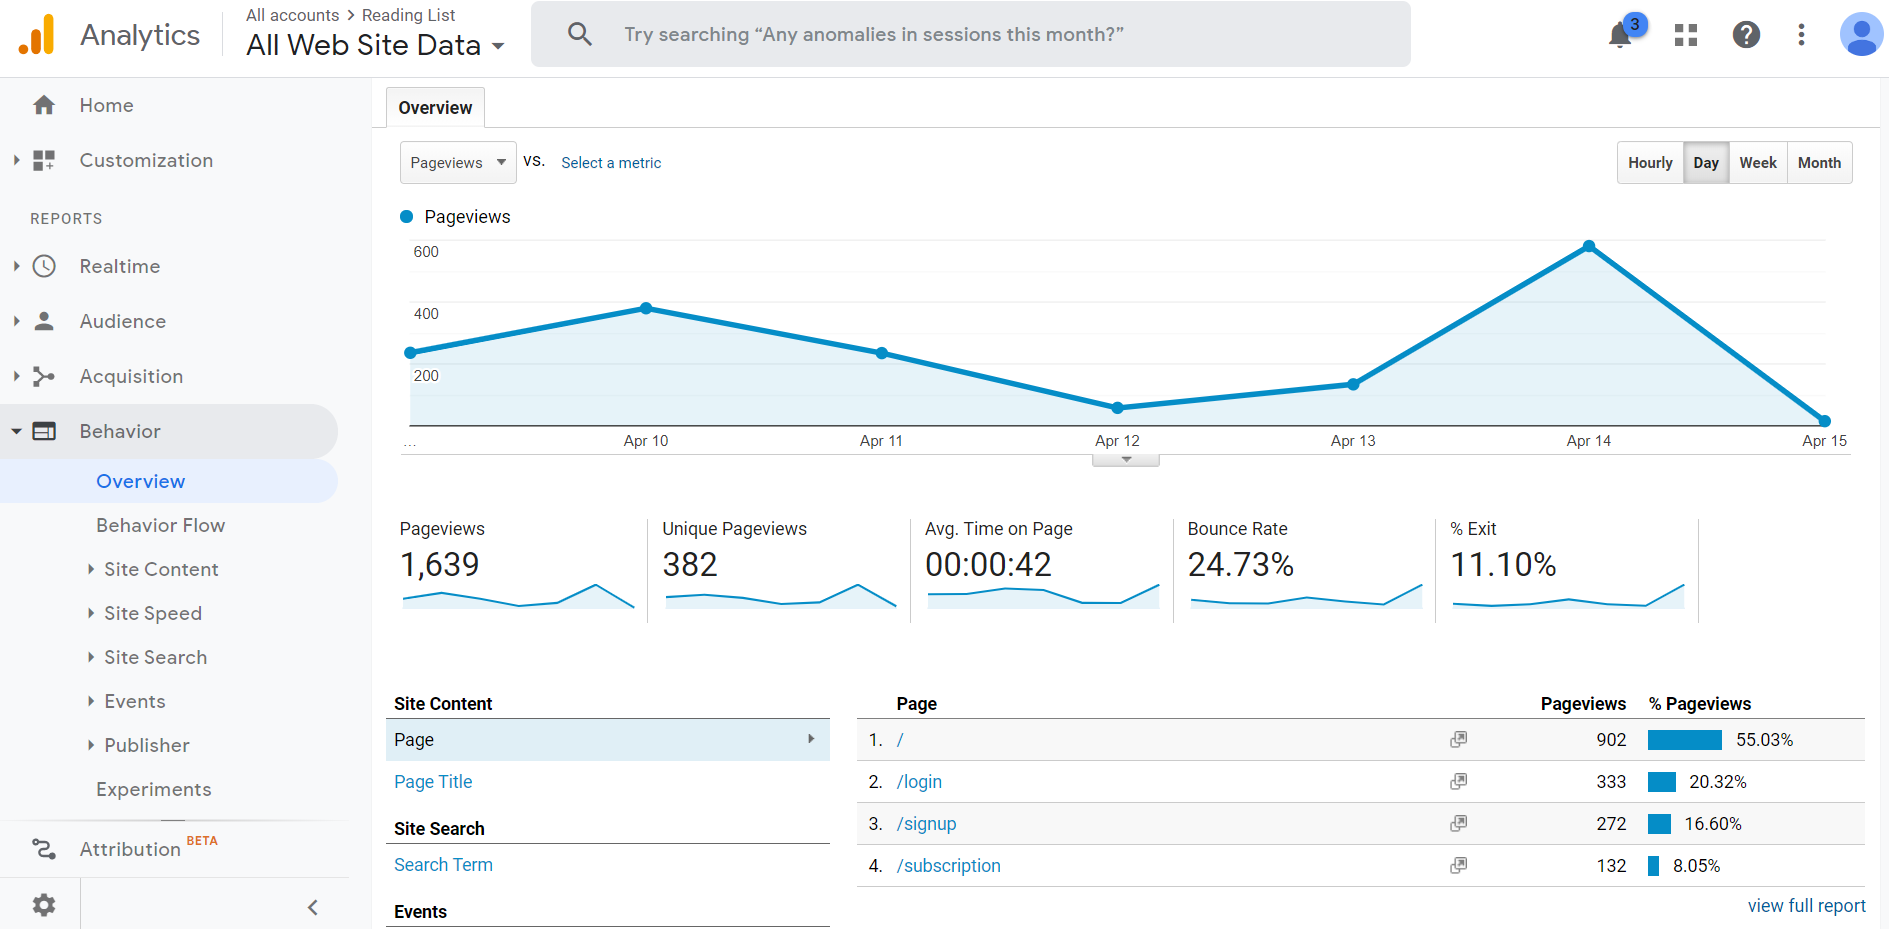 Analytics
All accounts > Reading List
All Web Site Data
Try searching “Any anomalies in sessions this month?”
3
Home
Customization
REPORTS
Realtime
Audience
Acquisition
Behavior
Overview
Behavior Flow
Site Content
Site Speed
Site Search
Events
Publisher
Experiments
Attribution BETA
Overview
Pageviews vs. Select a metric
Hourly Day Week Month
Pageviews
600
400
200
... Apr 10 Apr 11 Apr 12 Apr 13 Apr 14 Apr 15
Pageviews
1,639
Unique Pageviews
382
Avg. Time on Page
00:00:42
Bounce Rate
24.73%
% Exit
11.10%
Site Content
Page
Page Title
Site Search
Search Term
Events
Page Pageviews % Pageviews
1. / 902 55.03%
2. /login 333 20.32%
3. /signup 272 16.60%
4. /subscription 132 8.05%
view full report